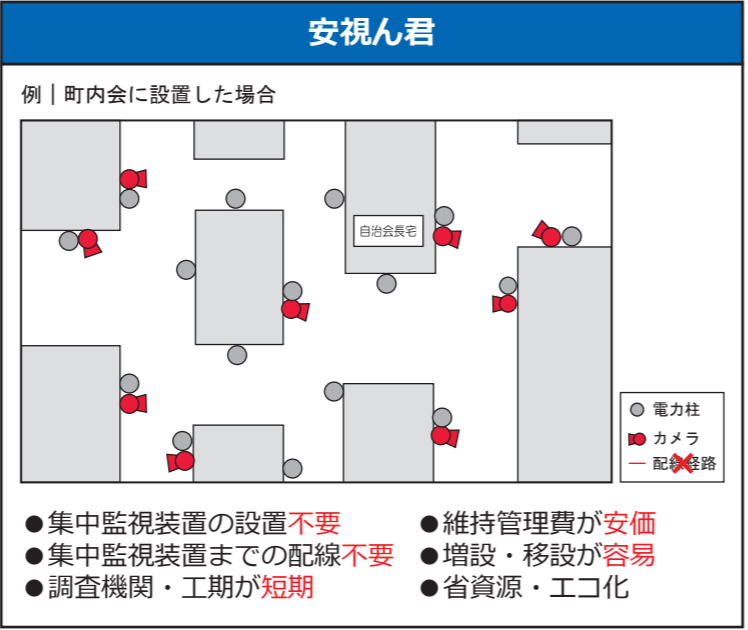 安視ん君
例｜町内会に設置した場合
自治会長宅
電力柱
カメラ
配線経路
●集中監視装置の設置不要
●集中監視装置までの配線不要
●調査機関・工期が短期
●維持管理費が安価
●増設・移設が容易
●省資源・エコ化